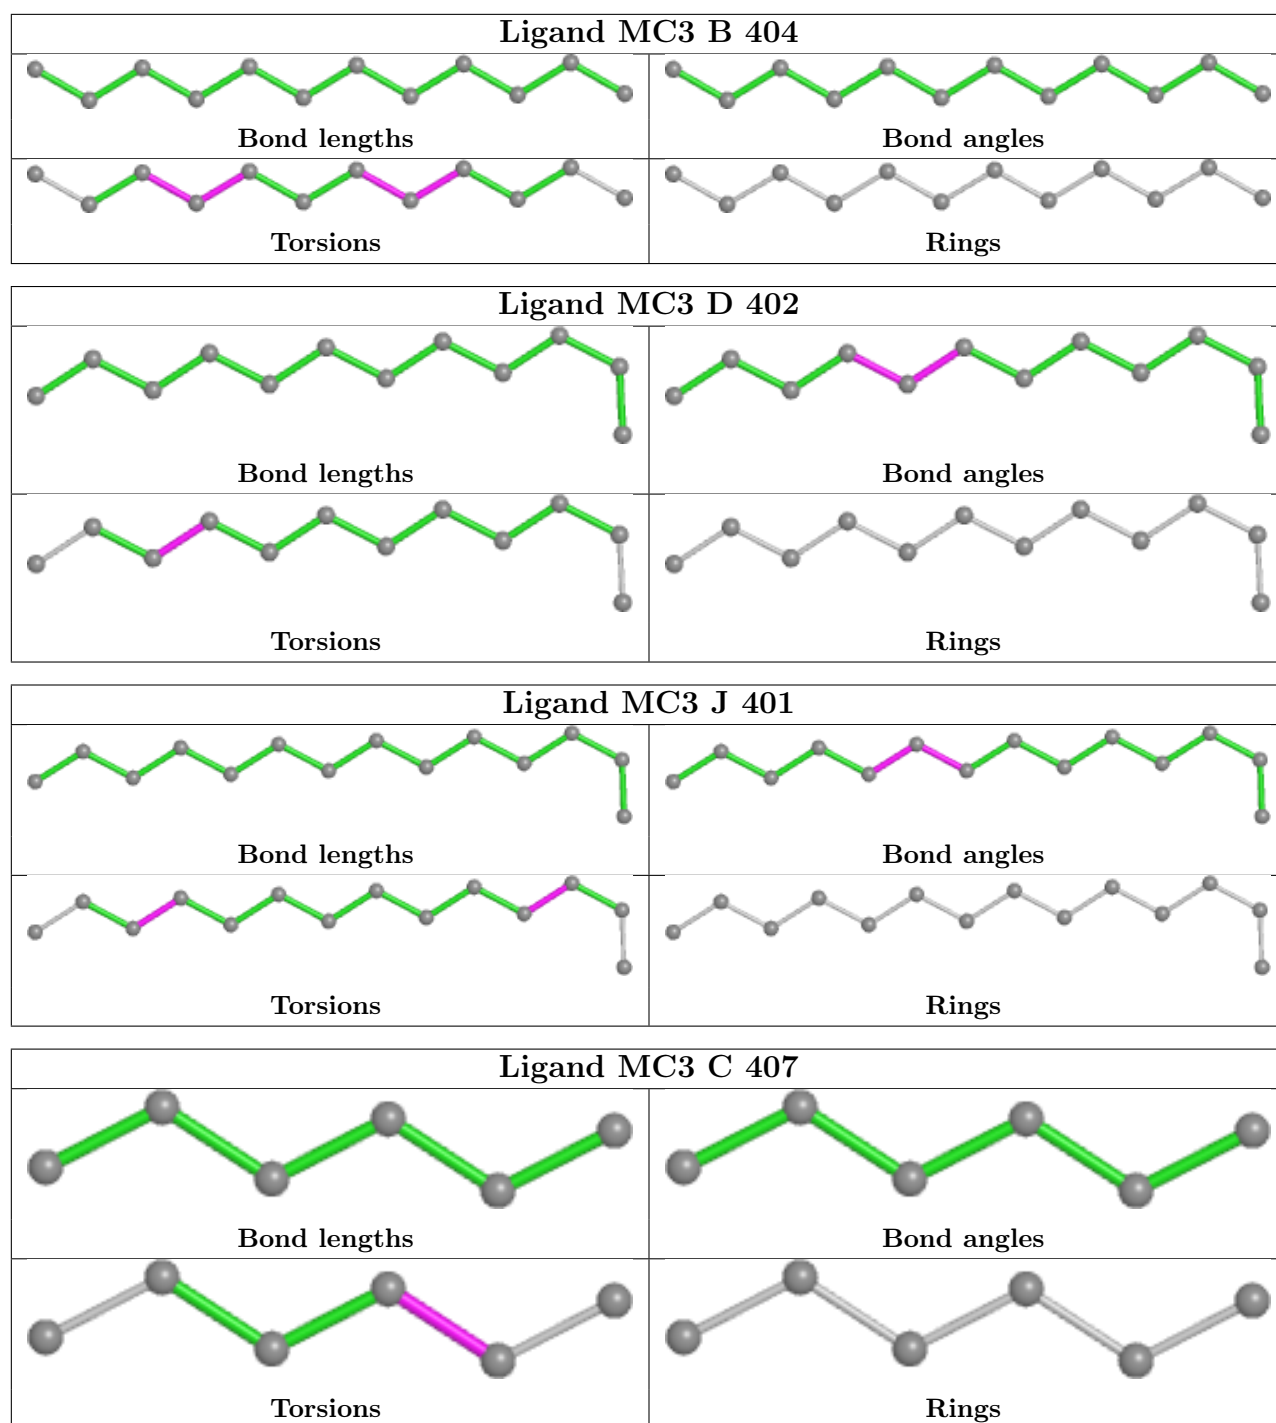 Ligand MC3 B 404
Bond lengths
Bond angles
Torsions
Rings
Ligand MC3 D 402
Bond lengths
Bond angles
Torsions
Rings
Ligand MC3 J 401
Bond lengths
Bond angles
Torsions
Rings
Ligand MC3 C 407
Bond lengths
Bond angles
Torsions
Rings